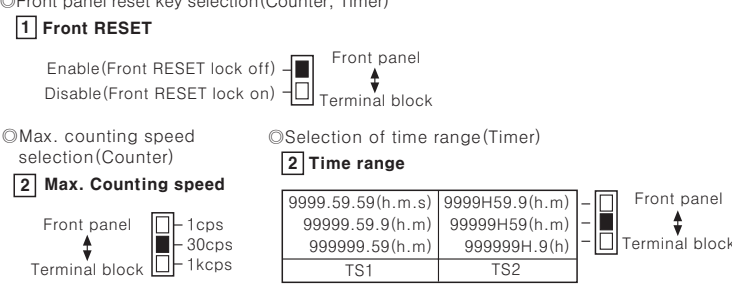 ◎Front panel reset key selection(Counter, Timer)
1 Front RESET
Enable(Front RESET lock off)
Disable(Front RESET lock on)
Front panel
Terminal block
◎Max. counting speed
selection(Counter)
2 Max. Counting speed
Front panel
Terminal block
1cps
30cps
1kcps
◎Selection of time range(Timer)
2 Time range
9999.59.59(h.m.s) 9999H59.9(h.m)
99999.59.9(h.m) 99999H59(h.m)
999999.59(h.m) 999999H.9(h)
TS1 TS2
Front panel
Terminal block